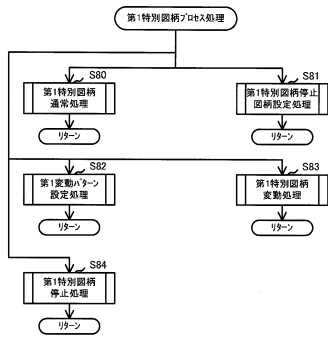 第1特別図柄プロセス処理
S80
第1特別図柄
通常処理
リターン
S81
第1特別図柄停止
図柄設定処理
リターン
S82
第1変動パターン
設定処理
リターン
S83
第1特別図柄
変動処理
リターン
S84
第1特別図柄
停止処理
リターン